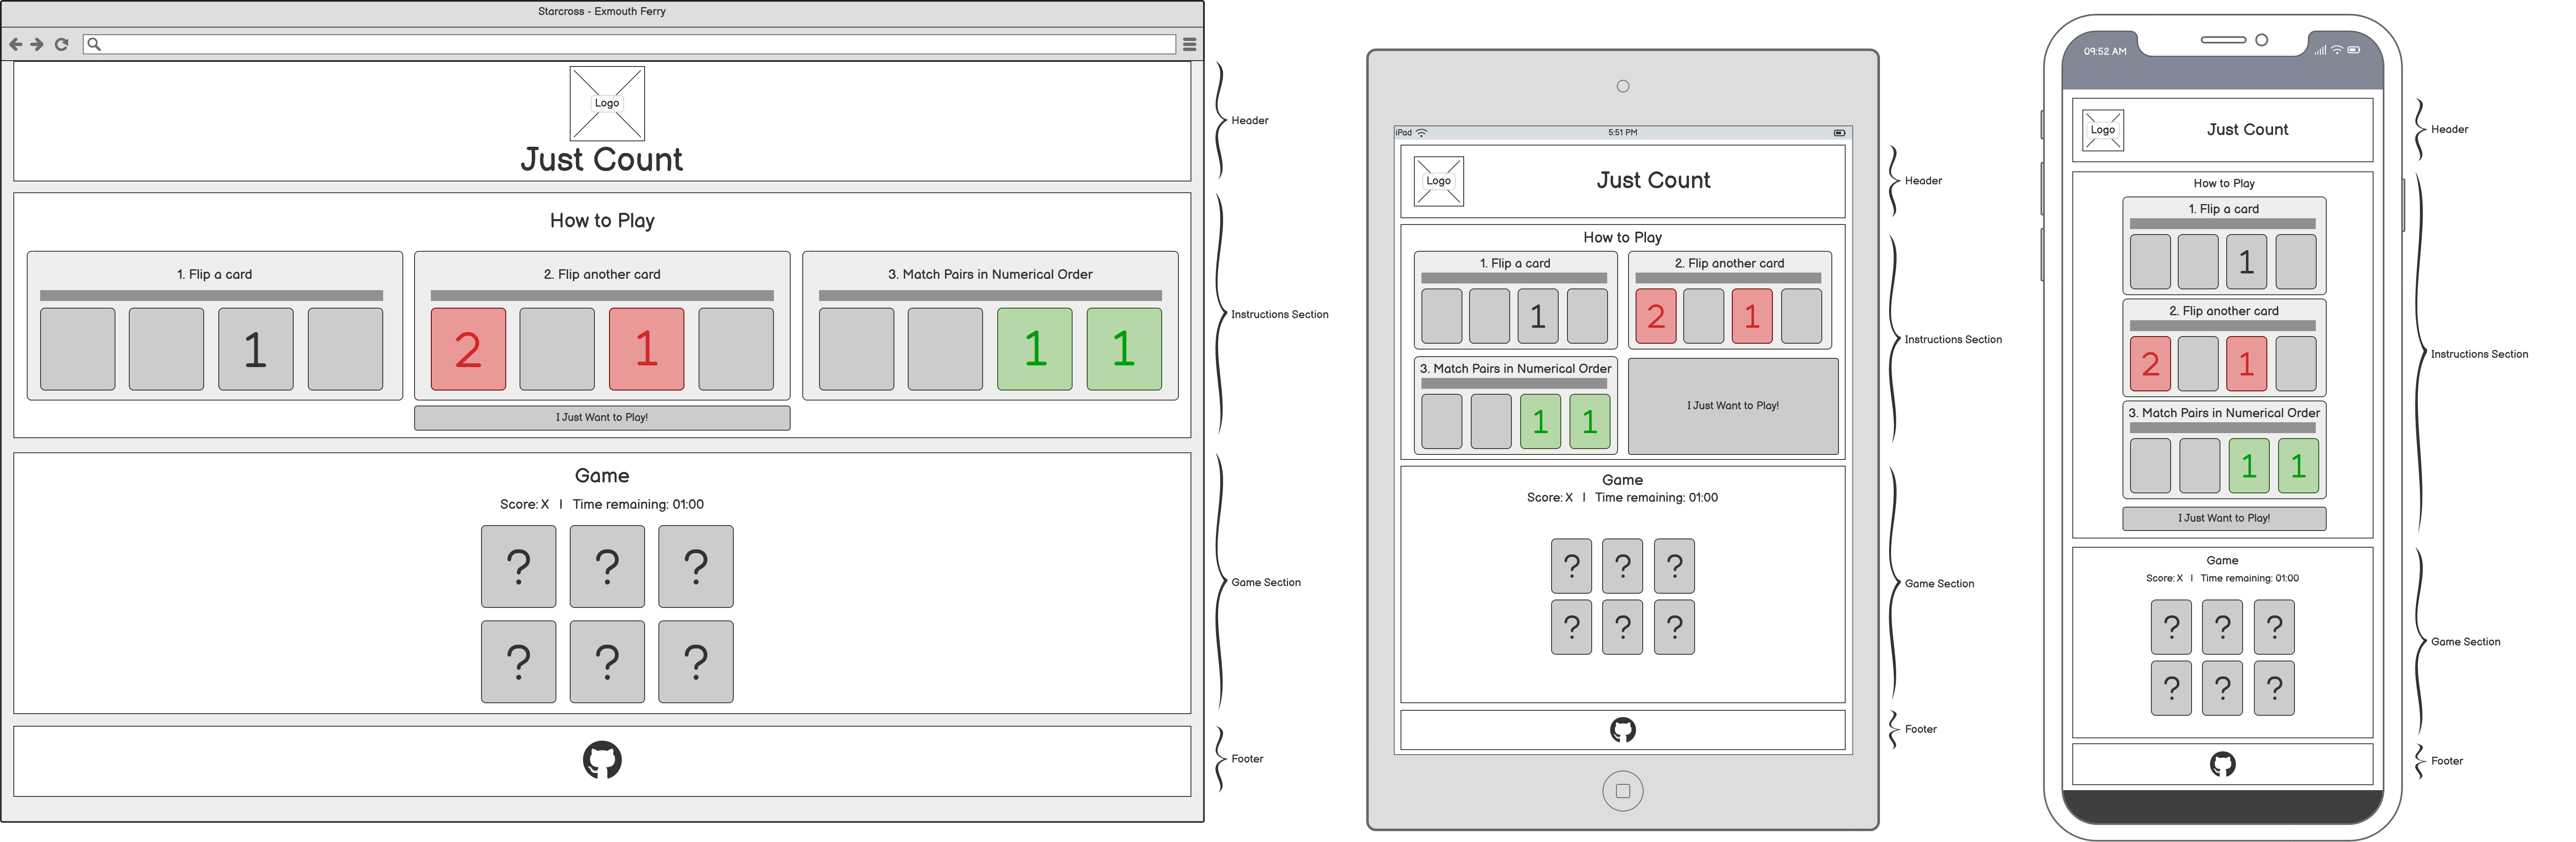 Starcross - Exmouth Ferry
Logo
Just Count
Header
How to Play
1. Flip a card
1
2. Flip another card
2 1
3. Match Pairs in Numerical Order
1 1
I Just Want to Play!
Instructions Section
Game
Score: X | Time remaining: 01:00
? ? ?
? ? ?
Game Section
Footer
iPad 5:51 PM
Logo
Just Count
Header
How to Play
1. Flip a card
1
2. Flip another card
2 1
3. Match Pairs in Numerical Order
1 1
I Just Want to Play!
Instructions Section
Game
Score: X | Time remaining: 01:00
? ? ?
? ? ?
Game Section
Footer
09:52 AM
Logo
Just Count
Header
How to Play
1. Flip a card
1
2. Flip another card
2 1
3. Match Pairs in Numerical Order
1 1
I Just Want to Play!
Instructions Section
Game
Score: X | Time remaining: 01:00
? ? ?
? ? ?
Game Section
Footer